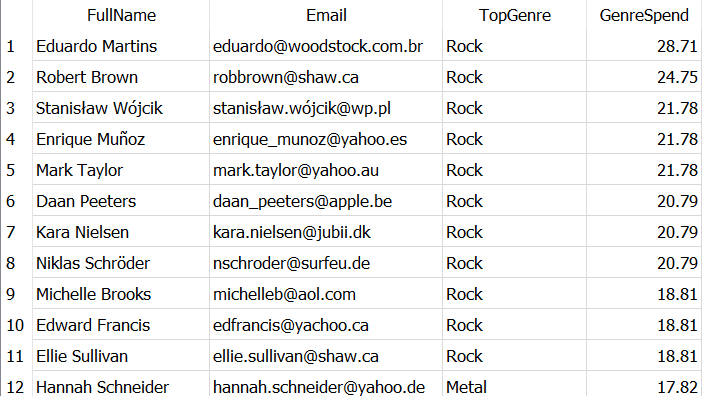 FullName Email TopGenre GenreSpend
1 Eduardo Martins eduardo@woodstock.com.br Rock 28.71
2 Robert Brown robbrown@shaw.ca Rock 24.75
3 Stanisław Wójcik stanisław.wójcik@wp.pl Rock 21.78
4 Enrique Muñoz enrique_munoz@yahoo.es Rock 21.78
5 Mark Taylor mark.taylor@yahoo.au Rock 21.78
6 Daan Peeters daan_peeters@apple.be Rock 20.79
7 Kara Nielsen kara.nielsen@jubii.dk Rock 20.79
8 Niklas Schröder nschroder@surfeu.de Rock 20.79
9 Michelle Brooks michelleb@aol.com Rock 18.81
10 Edward Francis edfrancis@yachoo.ca Rock 18.81
11 Ellie Sullivan ellie.sullivan@shaw.ca Rock 18.81
12 Hannah Schneider hannah.schneider@yahoo.de Metal 17.82